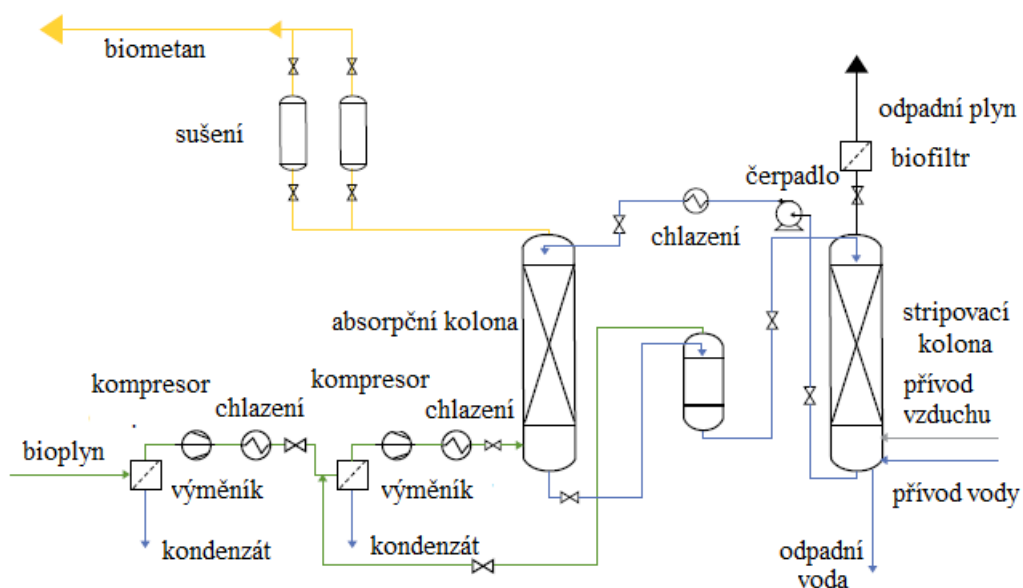 biometan
sušení
odpadní plyn
biofiltr
čerpadlo
chlazení
absorpční kolona
stripovací
kolona
přívod
vzduchu
kompresor
chlazení
kompresor
chlazení
bioplyn
výměník
výměník
přívod vody
kondenzát
kondenzát
odpadní
voda